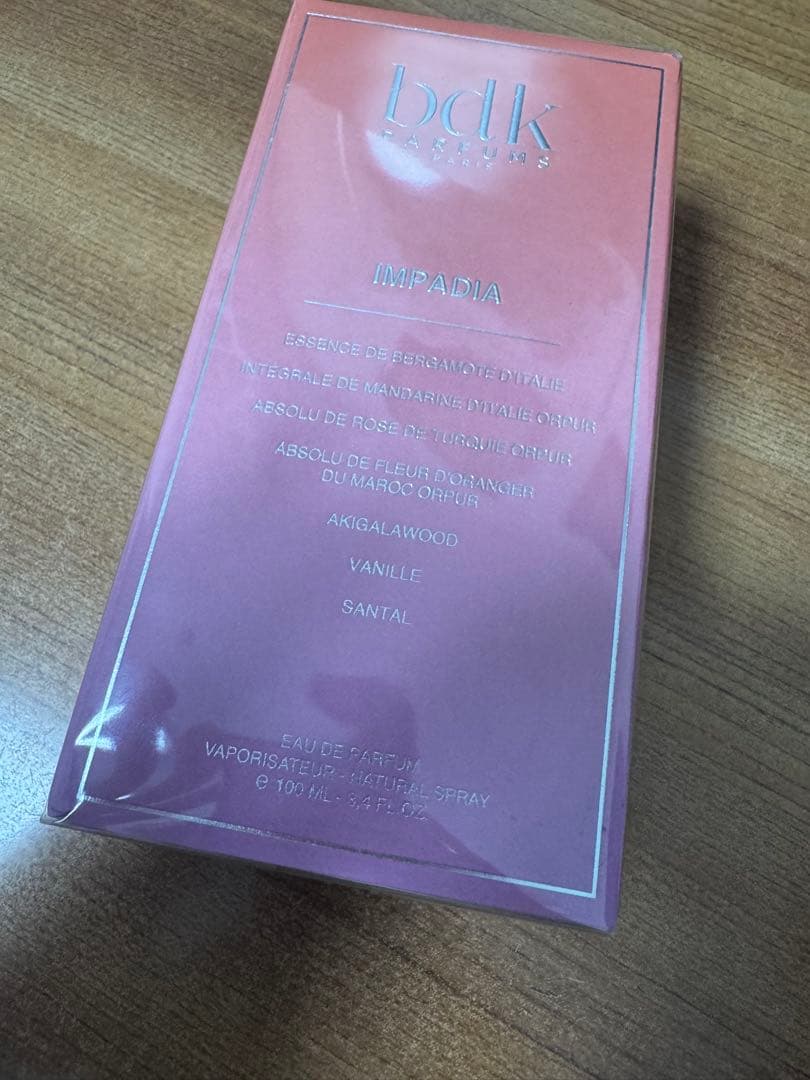 bdk
PARFUMS
PARIS
IMPADIA
ESSENCE DE BERGAMOTE D'ITALIE
INTÉGRALE DE MANDARINE D'ITALIE ORPUR
ABSOLU DE ROSE DE TURQUIE ORPUR
ABSOLU DE FLEUR D'ORANGER
DU MAROC ORPUR
AKIGALAWOOD
VANILLE
SANTAL
EAU DE PARFUM
VAPORISATEUR - NATURAL SPRAY
℮ 100 ML - 3,4 FL.OZ